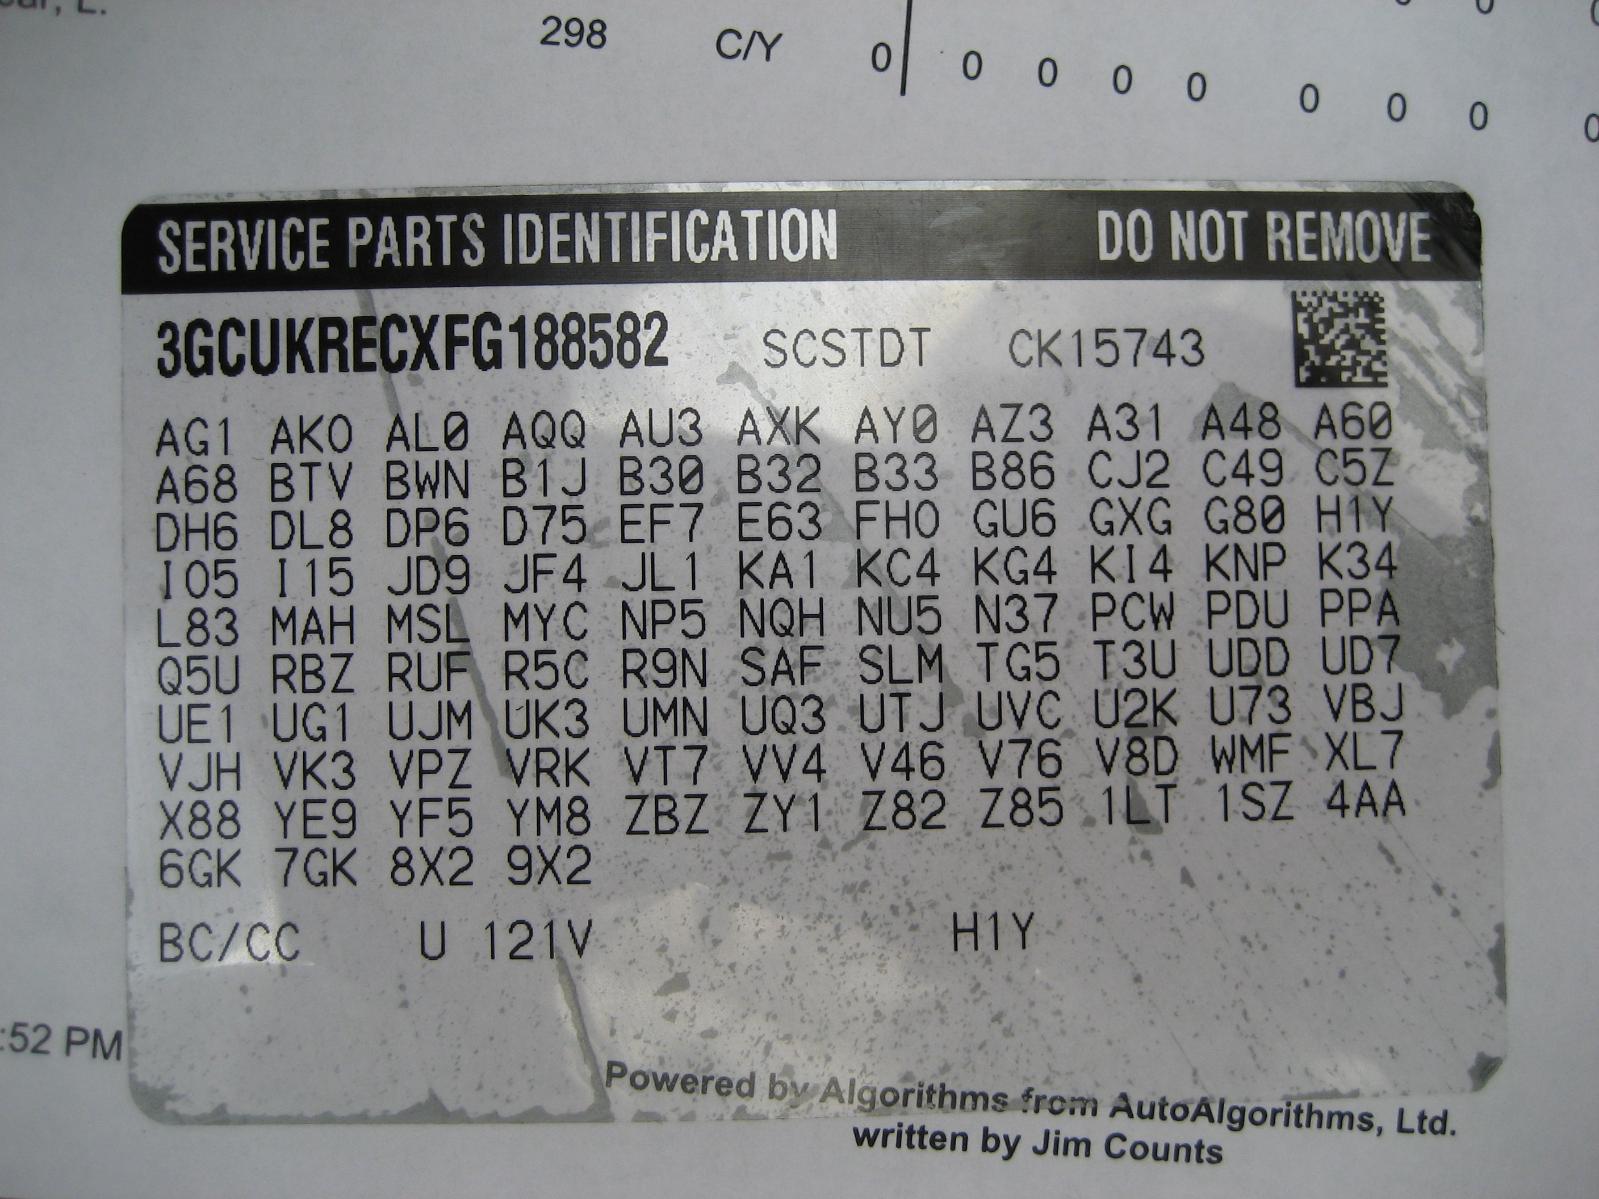 298 C/Y 0 0 0 0 0 0 0 0
SERVICE PARTS IDENTIFICATION DO NOT REMOVE
3GCUKRECXFG188582 SCSTDT CK15743
AG1 AKO AL0 AQQ AU3 AXK AY0 AZ3 A31 A48 A60
A68 BTV BWN B1J B30 B32 B33 B86 CJ2 C49 C5Z
DH6 DL8 DP6 D75 EF7 E63 FHO GU6 GXG G80 H1Y
I05 I15 JD9 JF4 JL1 KA1 KC4 KG4 KI4 KNP K34
L83 MAH MSL MYC NP5 NQH NU5 N37 PCW PDU PPA
Q5U RBZ RUF R5C R9N SAF SLM TG5 T3U UDD UD7
UE1 UG1 UJM UK3 UMN UQ3 UTJ UVC U2K U73 VBJ
VJH VK3 VPZ VRK VT7 VV4 V46 V76 V8D WMF XL7
X88 YE9 YF5 YM8 ZBZ ZY1 Z82 Z85 1LT 1SZ 4AA
6GK 7GK 8X2 9X2
BC/CC U 121V H1Y
:52 PM
Powered by Algorithms from AutoAlgorithms, Ltd.
written by Jim Counts